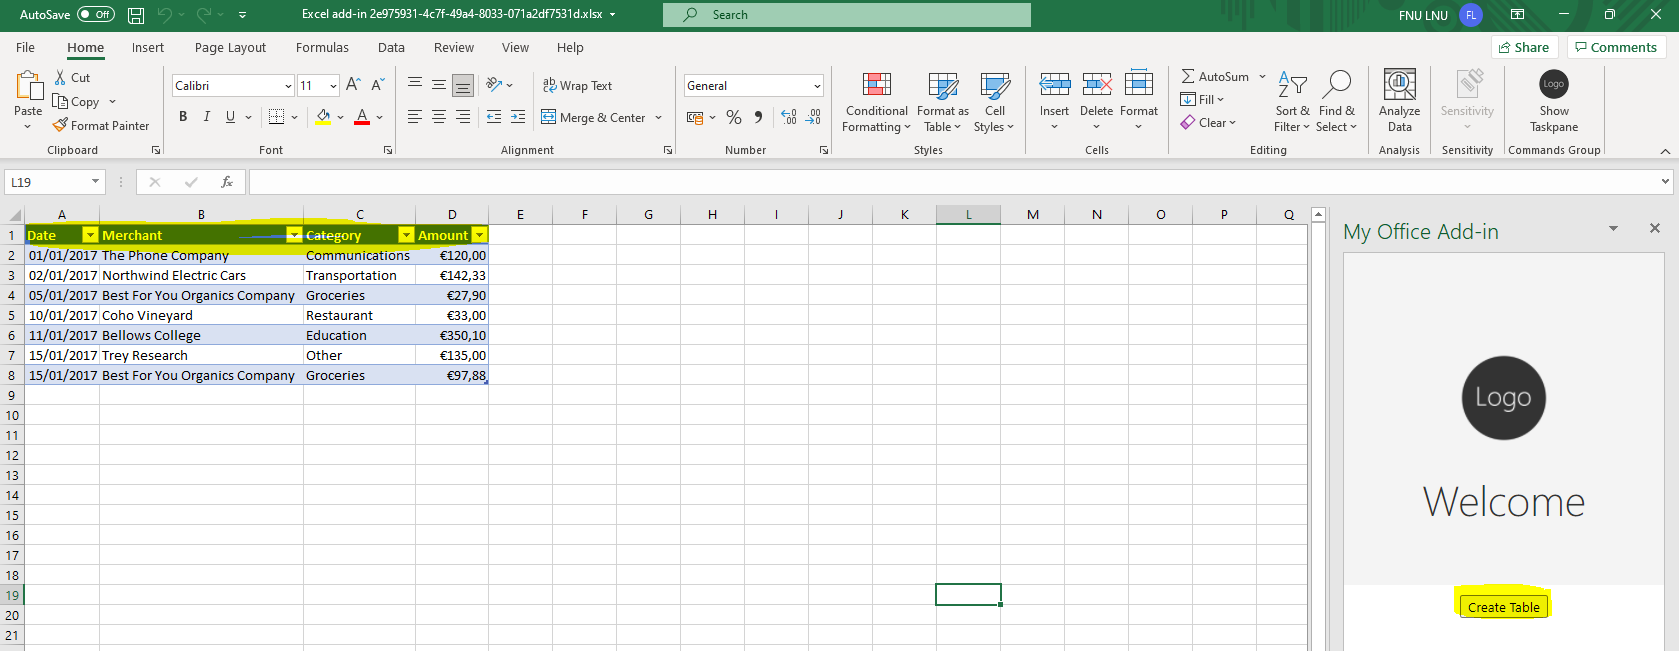 AutoSave Off Excel add-in 2e975931-4c7f-49a4-8033-071a2df7531d.xlsx Search FNU LNU FL
File Home Insert Page Layout Formulas Data Review View Help Share Comments
Paste Cut Copy Format Painter
Clipboard
Calibri 11 A A
B I U A
Font
ab Wrap Text
Merge & Center
Alignment
General
% 9 .00 .00
Number
Conditional Formatting Format as Table Cell Styles
Styles
Insert Delete Format
Cells
AutoSum Fill Clear Sort & Filter Find & Select
Editing
Analyze Data
Analysis
Sensitivity
Sensitivity
Logo
Show Taskpane
Commands Group
L19 fx
A B C D E F G H I J K L M N O P Q
1 Date Merchant Category Amount
2 01/01/2017 The Phone Company Communications €120,00
3 02/01/2017 Northwind Electric Cars Transportation €142,33
4 05/01/2017 Best For You Organics Company Groceries €27,90
5 10/01/2017 Coho Vineyard Restaurant €33,00
6 11/01/2017 Bellows College Education €350,10
7 15/01/2017 Trey Research Other €135,00
8 15/01/2017 Best For You Organics Company Groceries €97,88
9
10
11
12
13
14
15
16
17
18
19
20
21
My Office Add-in
Logo
Welcome
Create Table